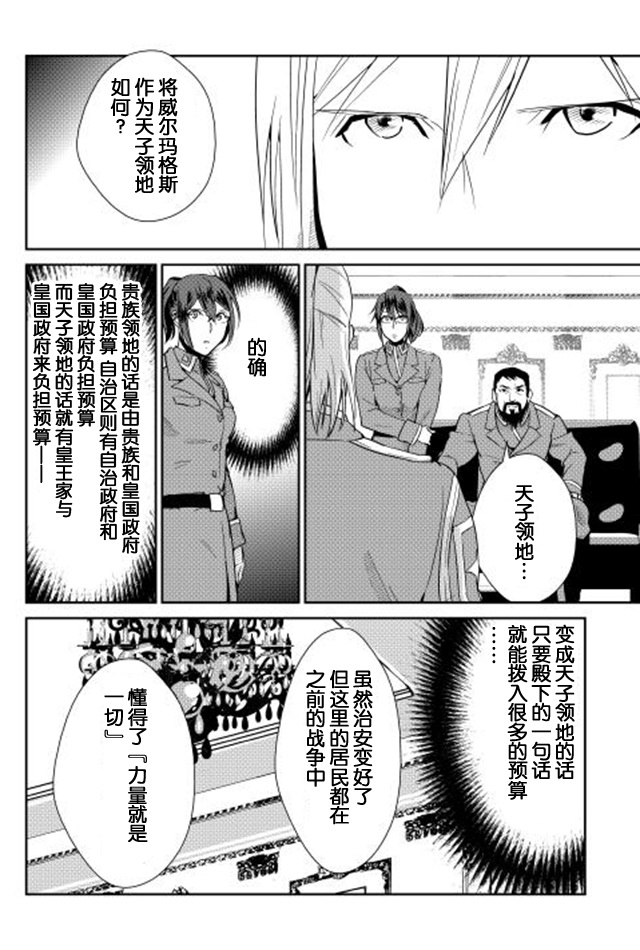 将威尔玛格斯
作为天子领地
如何？
天子领地…
的确
贵族领地的话是由贵族和皇国政府
负担预算 自治区则有自治政府和
皇国政府负担预算
而天子领地的话就有皇王家与
皇国政府来负担预算——
变成天子领地的话
只要殿下的一句话
就能拨入很多的预算
……
虽然治安变好了
但这里的居民都在
之前的战争中
懂得了『力量就是
一切』